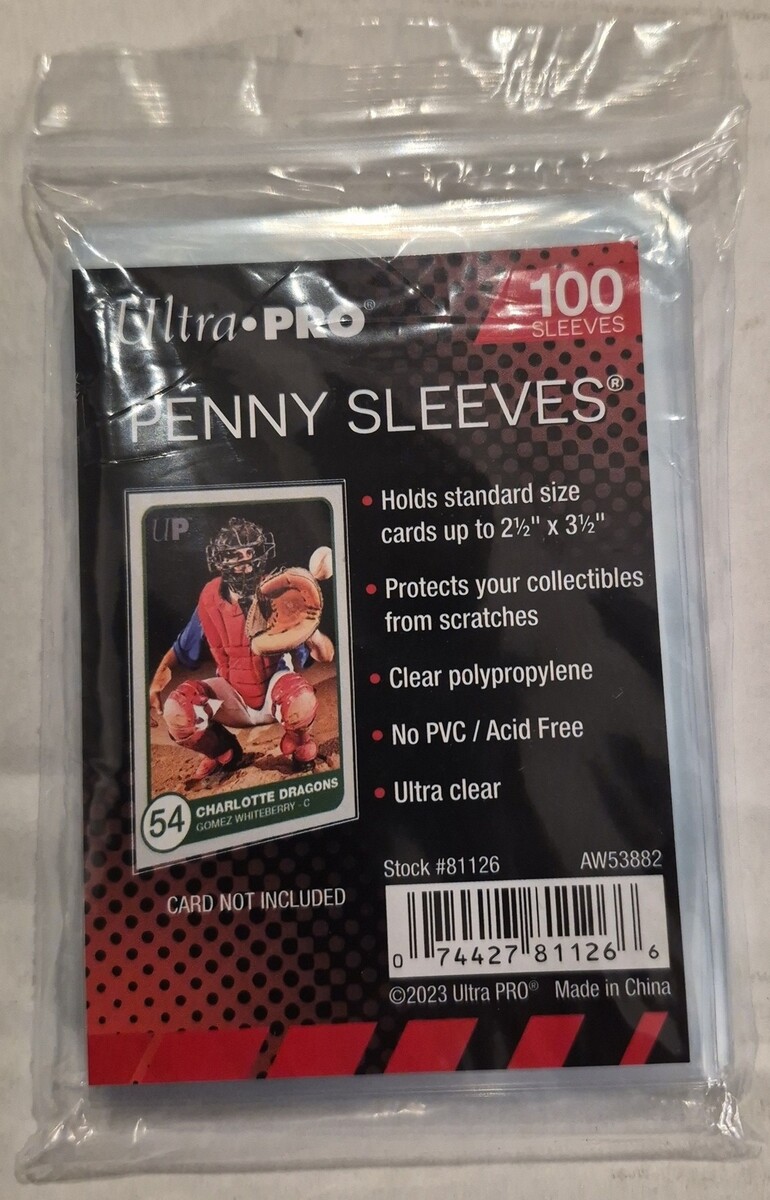 Ultra•PRO®
100
SLEEVES
PENNY SLEEVES®
• Holds standard size
cards up to 2½" x 3½"
• Protects your collectibles
from scratches
• Clear polypropylene
• No PVC / Acid Free
• Ultra clear
UP
54
CHARLOTTE DRAGONS
GOMEZ WHITEBERRY - C
CARD NOT INCLUDED
Stock #81126 AW53882
0 74427 81126 6
©2023 Ultra PRO® Made in China